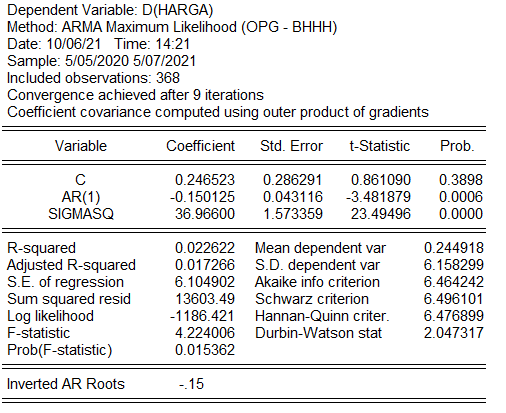 Dependent Variable: D(HARGA)
Method: ARMA Maximum Likelihood (OPG - BHHH)
Date: 10/06/21 Time: 14:21
Sample: 5/05/2020 5/07/2021
Included observations: 368
Convergence achieved after 9 iterations
Coefficient covariance computed using outer product of gradients
Variable Coefficient Std. Error t-Statistic Prob.
C 0.246523 0.286291 0.861090 0.3898
AR(1) -0.150125 0.043116 -3.481879 0.0006
SIGMASQ 36.96600 1.573359 23.49496 0.0000
R-squared 0.022622 Mean dependent var 0.244918
Adjusted R-squared 0.017266 S.D. dependent var 6.158299
S.E. of regression 6.104902 Akaike info criterion 6.464242
Sum squared resid 13603.49 Schwarz criterion 6.496101
Log likelihood -1186.421 Hannan-Quinn criter. 6.476899
F-statistic 4.224006 Durbin-Watson stat 2.047317
Prob(F-statistic) 0.015362
Inverted AR Roots -.15